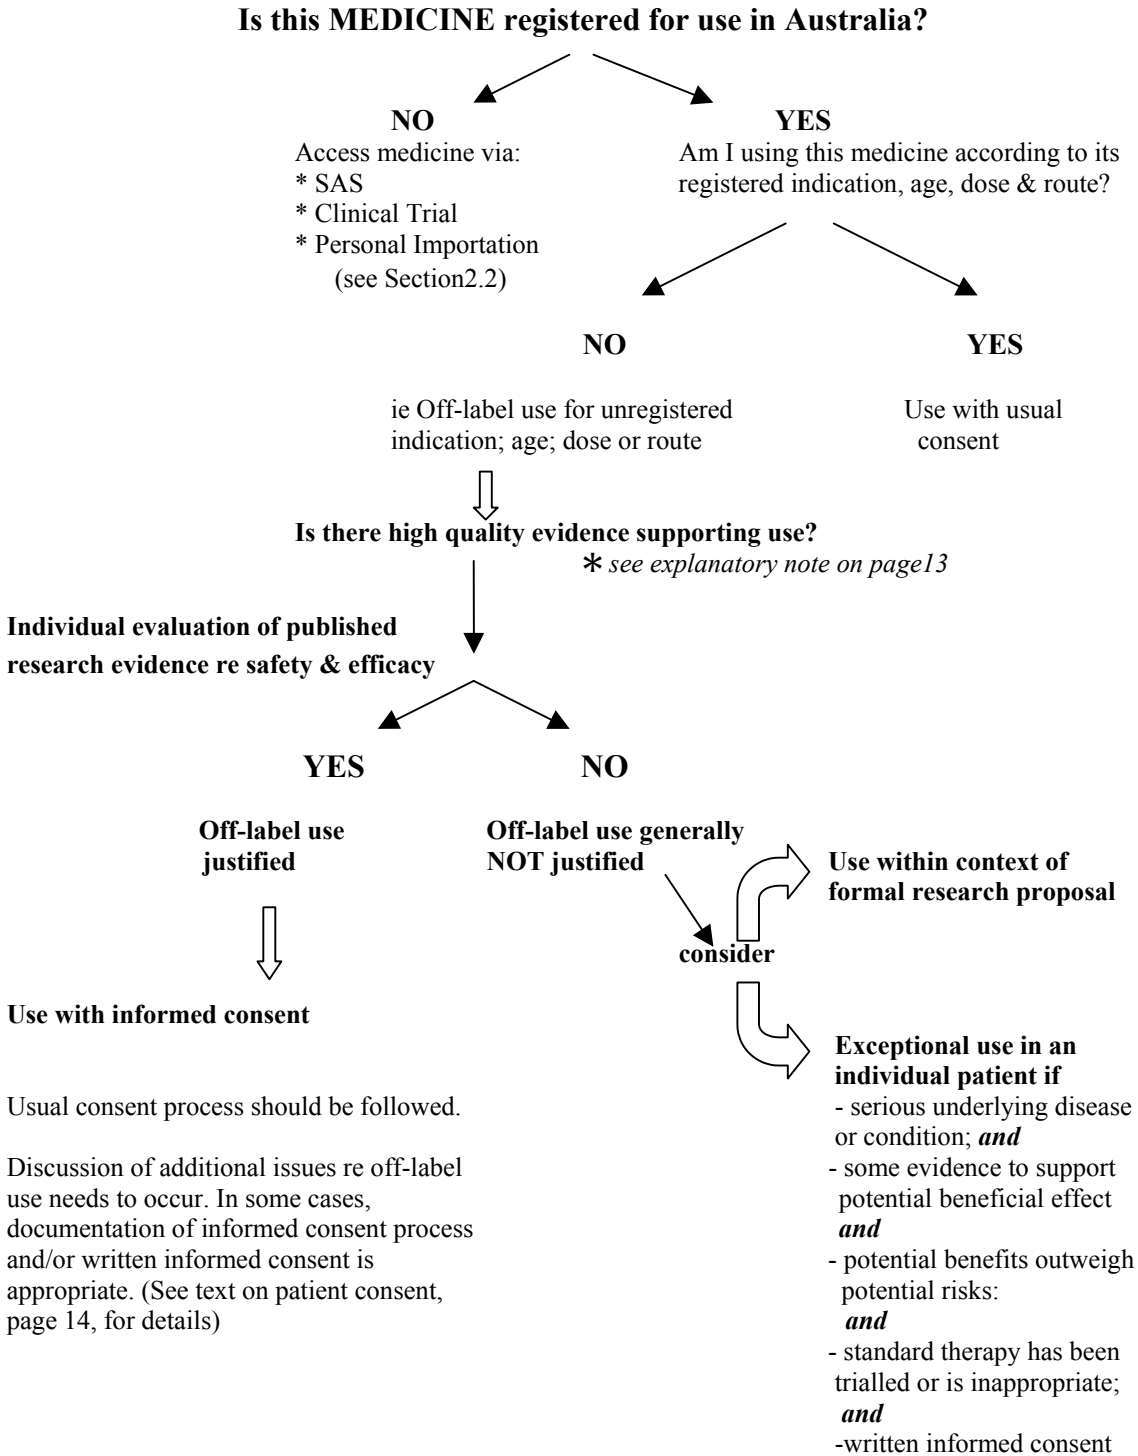 Is this MEDICINE registered for use in Australia?
NO
Access medicine via:
* SAS
* Clinical Trial
* Personal Importation
(see Section2.2)
YES
Am I using this medicine according to its
registered indication, age, dose & route?
NO
ie Off-label use for unregistered
indication; age; dose or route
YES
Use with usual
consent
Is there high quality evidence supporting use?
* see explanatory note on page13
Individual evaluation of published
research evidence re safety & efficacy
YES
Off-label use
justified
Use with informed consent
Usual consent process should be followed.
Discussion of additional issues re off-label
use needs to occur. In some cases,
documentation of informed consent process
and/or written informed consent is
appropriate. (See text on patient consent,
page 14, for details)
NO
Off-label use generally
NOT justified
consider
Use within context of
formal research proposal
Exceptional use in an
individual patient if
- serious underlying disease
or condition; and
- some evidence to support
potential beneficial effect
and
- potential benefits outweigh
potential risks:
and
- standard therapy has been
trialled or is inappropriate;
and
-written informed consent